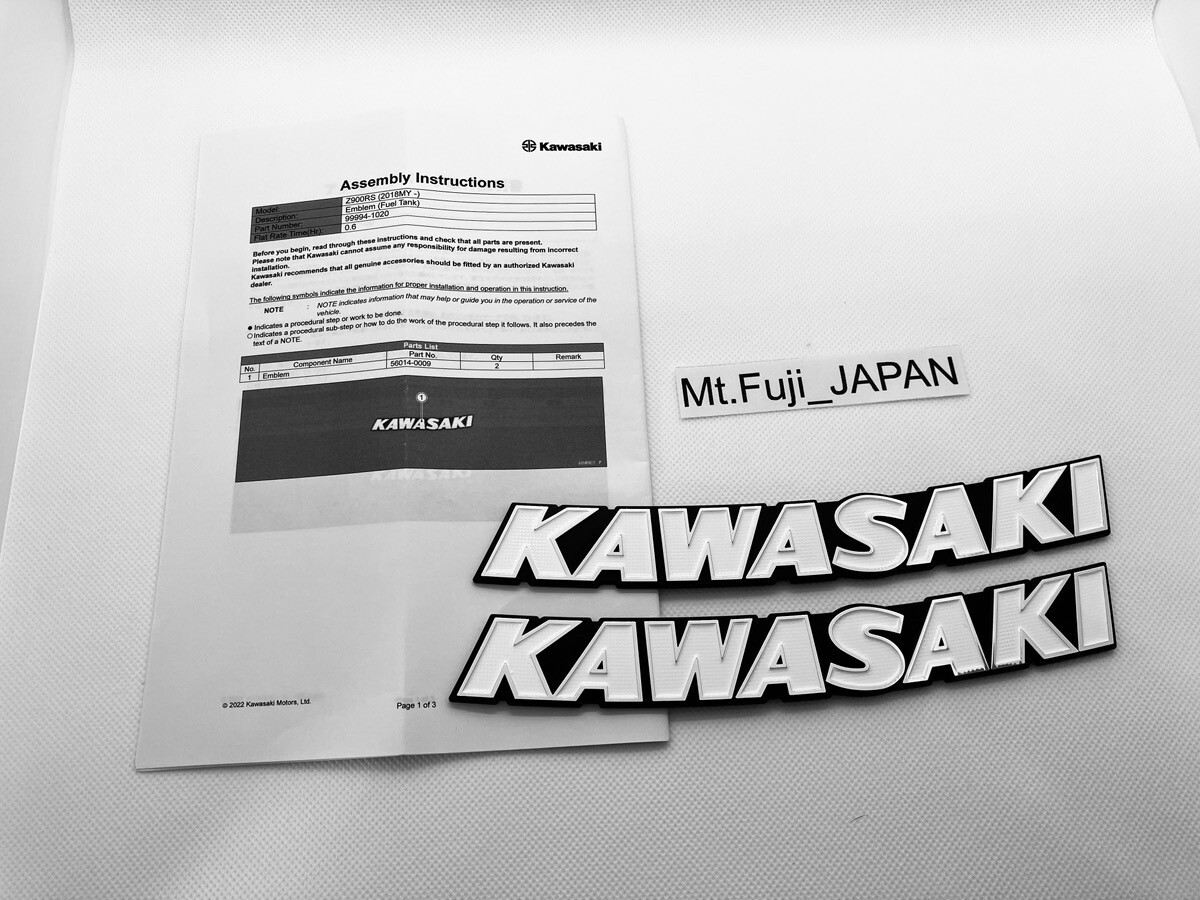 Kawasaki
Assembly Instructions
Model: Z900RS (2018MY -)
Description: Emblem (Fuel Tank)
Part Number: 99994-1020
Flat Rate Time(Hr): 0.6
Before you begin, read through these instructions and check that all parts are present.
Please note that Kawasaki cannot assume any responsibility for damage resulting from incorrect
installation.
Kawasaki recommends that all genuine accessories should be fitted by an authorized Kawasaki
dealer.
The following symbols indicate the information for proper installation and operation in this instruction.
NOTE : NOTE indicates information that may help or guide you in the operation or service of the
vehicle.
● Indicates a procedural step or work to be done.
○ Indicates a procedural sub-step or how to do the work of the procedural step it follows. It also precedes the
text of a NOTE.
Parts List
No. Component Name Part No. Qty Remark
1 Emblem 56014-0009 2
1
KAWASAKI
© 2022 Kawasaki Motors, Ltd.
Page 1 of 3
Mt.Fuji_JAPAN
KAWASAKI
KAWASAKI